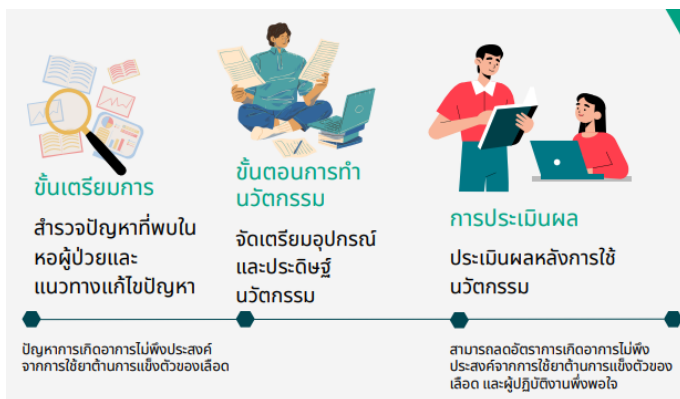 ขั้นเตรียมการ
สำรวจปัญหาที่พบใน
หอผู้ป่วยและ
แนวทางแก้ไขปัญหา
ปัญหาการเกิดอาการไม่พึงประสงค์
จากการใช้ยาต้านการแข็งตัวของเลือด
ขั้นตอนการทำ
นวัตกรรม
จัดเตรียมอุปกรณ์
และประดิษฐ์
นวัตกรรม
การประเมินผล
ประเมินผลหลังการใช้
นวัตกรรม
สามารถลดอัตราการเกิดอาการไม่พึง
ประสงค์จากการใช้ยาต้านการแข็งตัวของ
เลือด และผู้ปฏิบัติงานพึ่งพอใจ